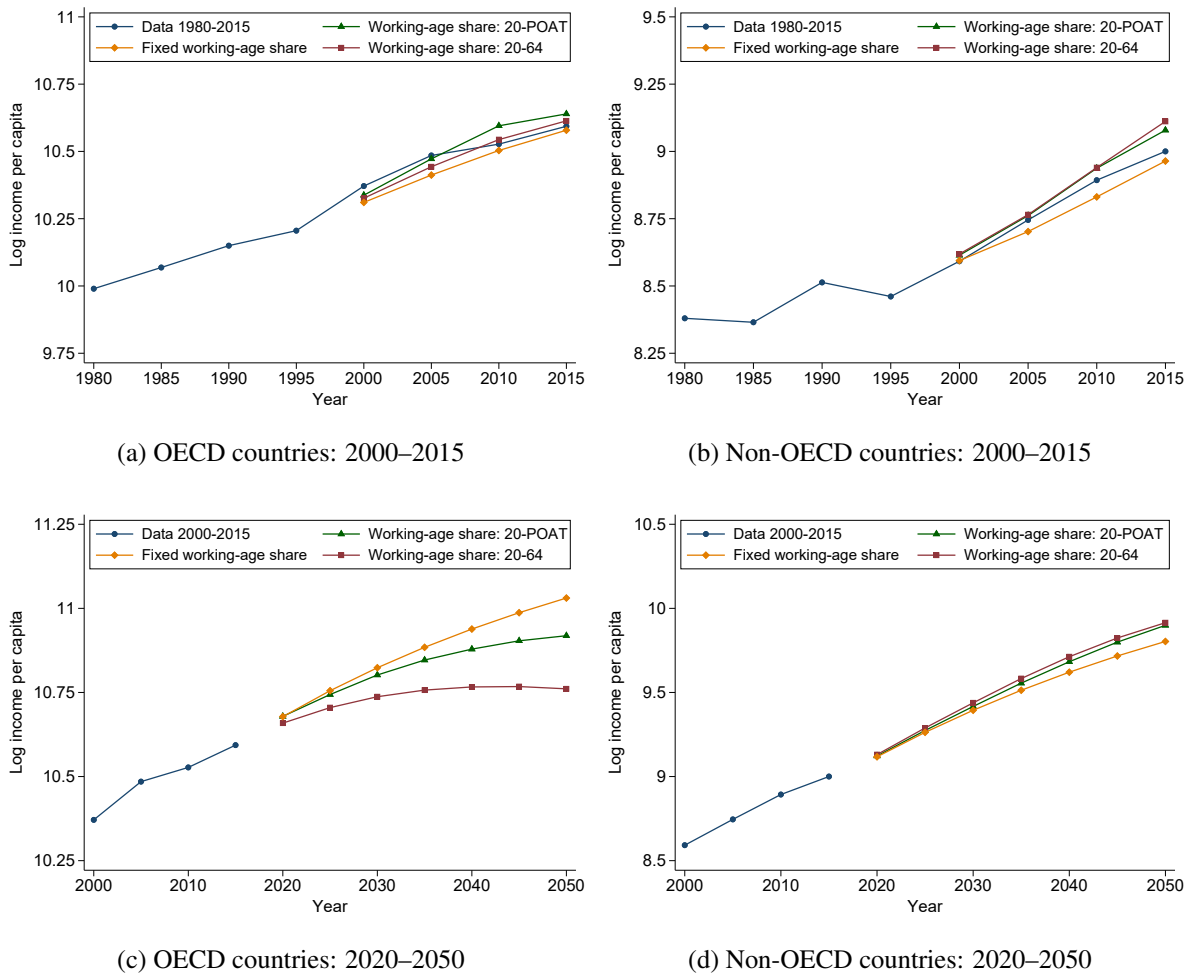 Data 1980-2015
Working-age share: 20-POAT
Fixed working-age share
Working-age share: 20-64
11
10.75
10.5
10.25
10
9.75
Log income per capita
1980 1985 1990 1995 2000 2005 2010 2015
Year
(a) OECD countries: 2000–2015
Data 1980-2015
Working-age share: 20-POAT
Fixed working-age share
Working-age share: 20-64
9.5
9.25
9
8.75
8.5
8.25
Log income per capita
1980 1985 1990 1995 2000 2005 2010 2015
Year
(b) Non-OECD countries: 2000–2015
Data 2000-2015
Working-age share: 20-POAT
Fixed working-age share
Working-age share: 20-64
11.25
11
10.75
10.5
10.25
Log income per capita
2000 2010 2020 2030 2040 2050
Year
(c) OECD countries: 2020–2050
Data 2000-2015
Working-age share: 20-POAT
Fixed working-age share
Working-age share: 20-64
10.5
10
9.5
9
8.5
Log income per capita
2000 2010 2020 2030 2040 2050
Year
(d) Non-OECD countries: 2020–2050